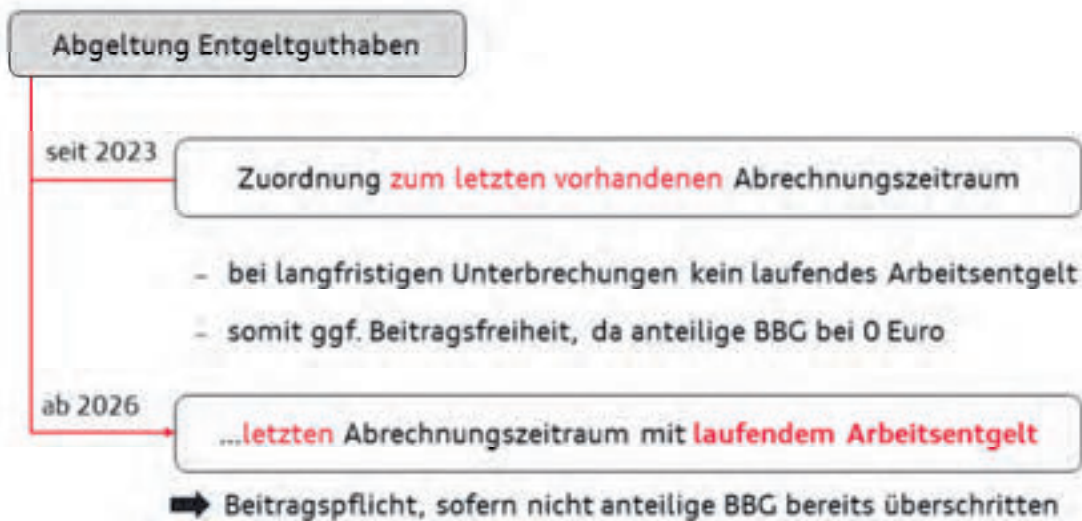 Abgeltung Entgeltguthaben
seit 2023
Zuordnung zum letzten vorhandenen Abrechnungszeitraum
- bei langfristigen Unterbrechungen kein laufendes Arbeitsentgelt
- somit ggf. Beitragsfreiheit, da anteilige BBG bei 0 Euro
ab 2026
...letzten Abrechnungszeitraum mit laufendem Arbeitsentgelt
➡ Beitragspflicht, sofern nicht anteilige BBG bereits überschritten